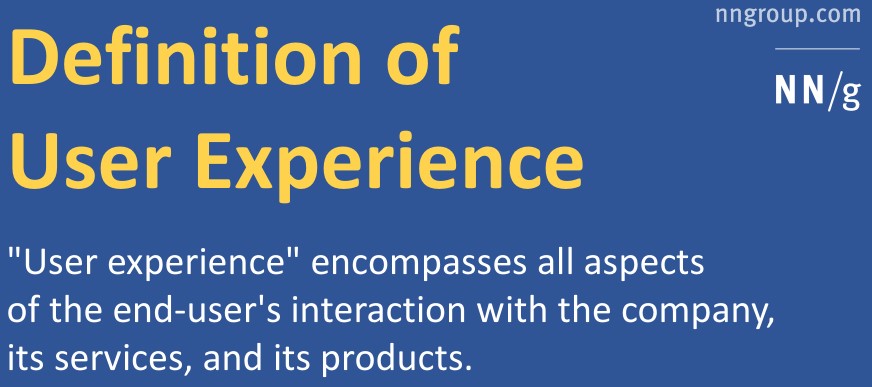 nngroup.com
NN/g
Definition of
User Experience
"User experience" encompasses all aspects
of the end-user's interaction with the company,
its services, and its products.